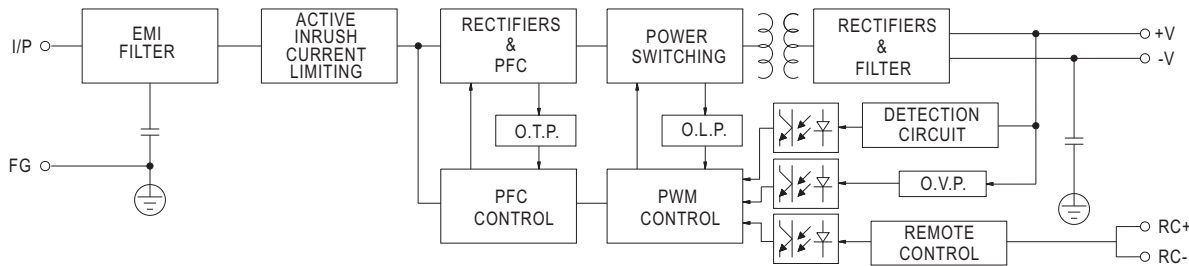 I/P
EMI
FILTER
ACTIVE
INRUSH
CURRENT
LIMITING
RECTIFIERS
&
PFC
POWER
SWITCHING
RECTIFIERS
&
FILTER
+V
-V
O.T.P.
O.L.P.
DETECTION
CIRCUIT
FG
PFC
CONTROL
PWM
CONTROL
O.V.P.
REMOTE
CONTROL
RC+
RC-